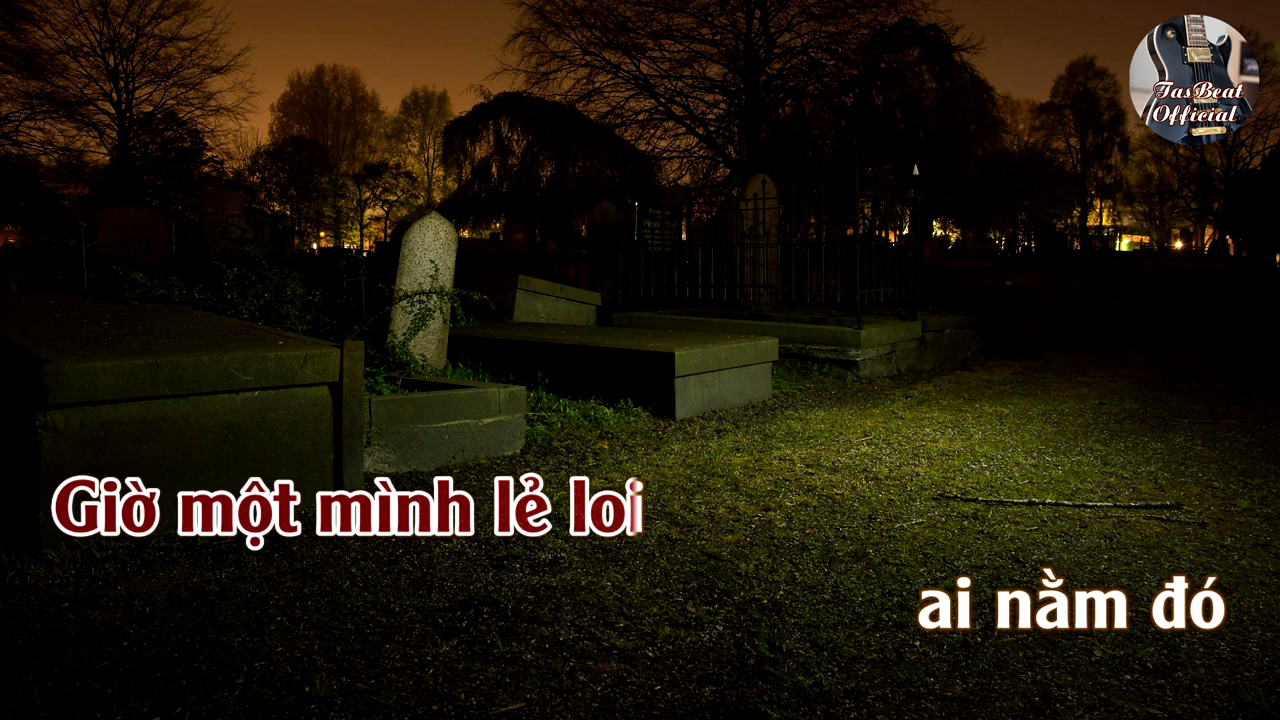 TasBeat
Official
Giờ một mình lẻ loi
ai nằm đó